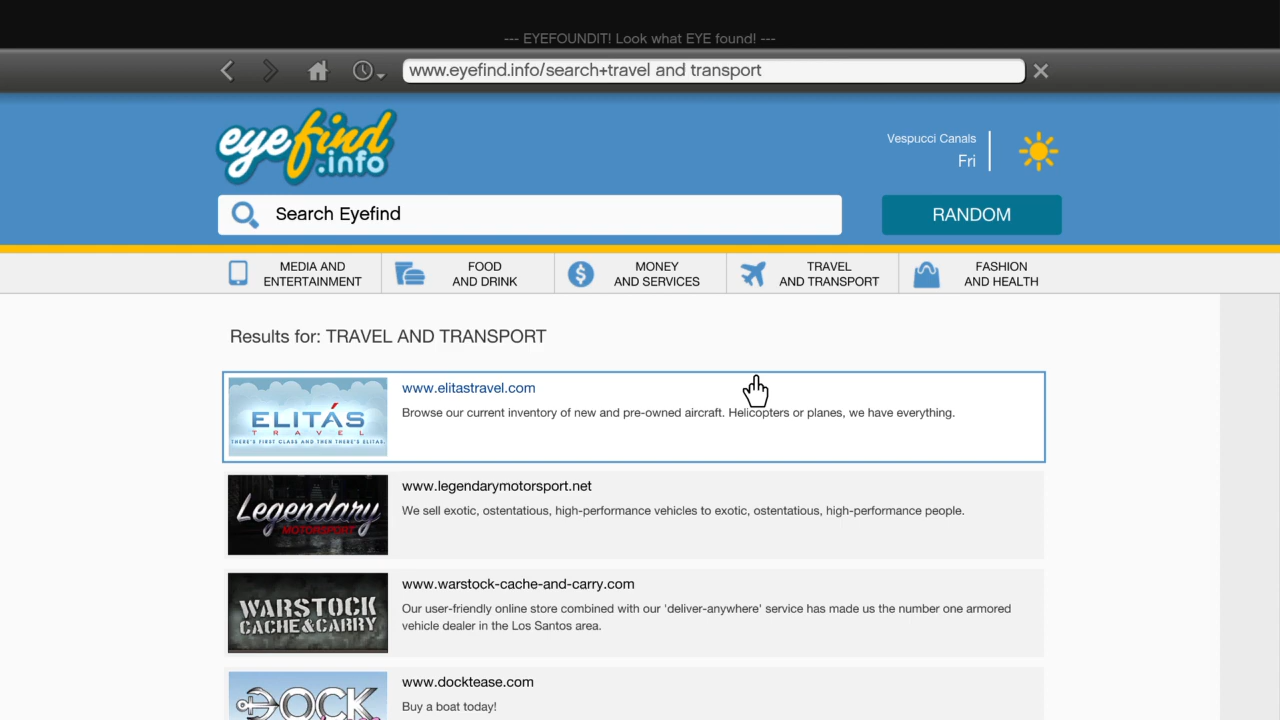 --- EYEFOUNDIT! Look what EYE found! ---
www.eyefind.info/search+travel and transport
eyefind
.info
Vespucci Canals
Fri
Search Eyefind
RANDOM
MEDIA AND
ENTERTAINMENT
FOOD
AND DRINK
MONEY
AND SERVICES
TRAVEL
AND TRANSPORT
FASHION
AND HEALTH
Results for: TRAVEL AND TRANSPORT
ELITÁS
TRAVEL
THERE'S FIRST CLASS AND THEN THERE'S ELITAS.
www.elitastravel.com
Browse our current inventory of new and pre-owned aircraft. Helicopters or planes, we have everything.
Legendary
MOTORSPORT
www.legendarymotorsport.net
We sell exotic, ostentatious, high-performance vehicles to exotic, ostentatious, high-performance people.
WARSTOCK
CACHE&CARRY
www.warstock-cache-and-carry.com
Our user-friendly online store combined with our 'deliver-anywhere' service has made us the number one armored
vehicle dealer in the Los Santos area.
DOCK
www.docktease.com
Buy a boat today!